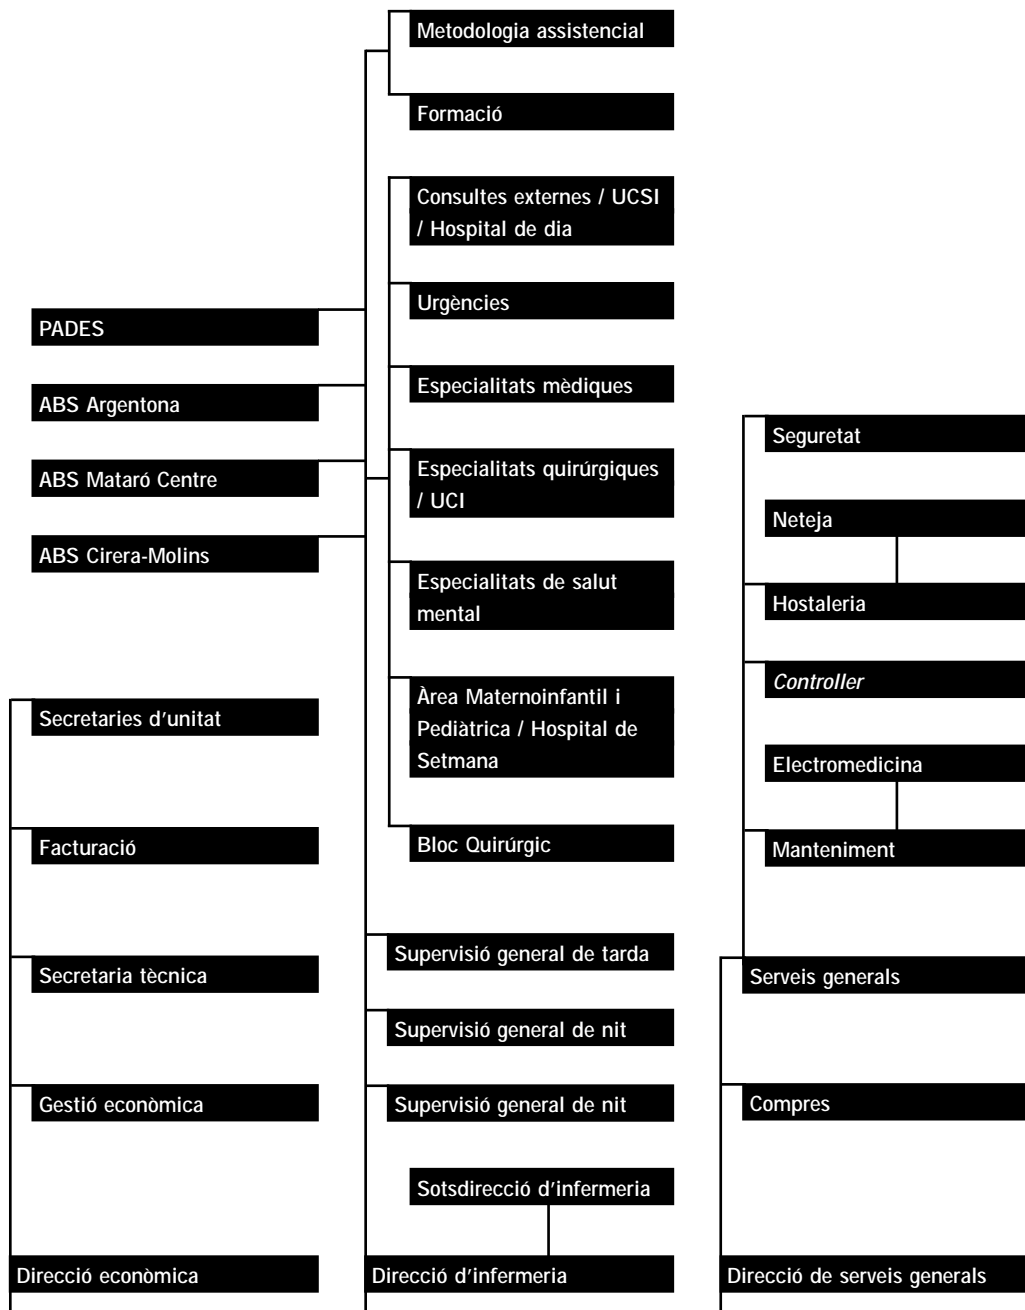 Metodologia assistencial
Formació
Consultes externes / UCSI
/ Hospital de dia
Urgències
PADES
Especialitats mèdiques
ABS Argentona
Seguretat
Especialitats quirúrgiques
/ UCI
ABS Mataró Centre
Neteja
ABS Cirera-Molins
Especialitats de salut
mental
Hostaleria
Controller
Àrea Maternoinfantil i
Pediàtrica / Hospital de
Setmana
Secretaries d'unitat
Electromedicina
Bloc Quirúrgic
Facturació
Manteniment
Supervisió general de tarda
Secretaria tècnica
Serveis generals
Supervisió general de nit
Gestió econòmica
Supervisió general de nit
Compres
Sotsdirecció d'infermeria
Direcció econòmica
Direcció d'infermeria
Direcció de serveis generals